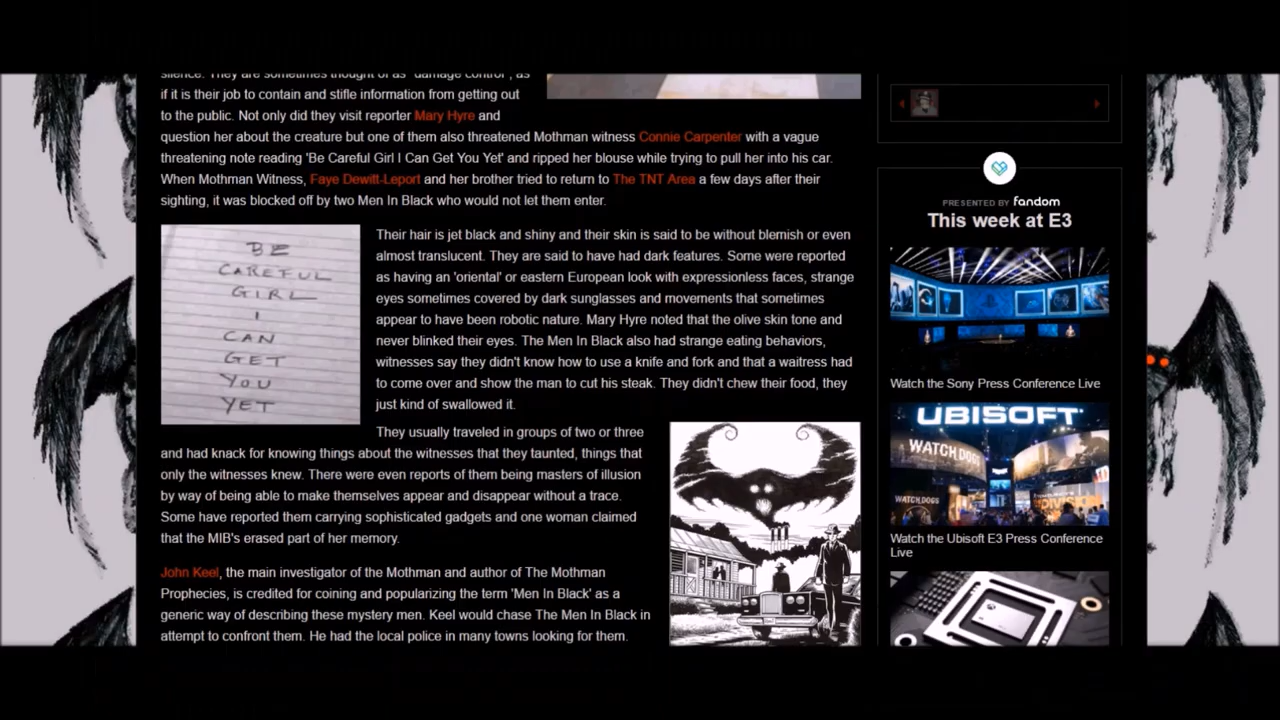 silence. They are sometimes thought of as "damage control", as
if it is their job to contain and stifle information from getting out
to the public. Not only did they visit reporter Mary Hyre and
question her about the creature but one of them also threatened Mothman witness Connie Carpenter with a vague
threatening note reading 'Be Careful Girl I Can Get You Yet' and ripped her blouse while trying to pull her into his car.
When Mothman Witness, Faye Dewitt-Leport and her brother tried to return to The TNT Area a few days after their
sighting, it was blocked off by two Men In Black who would not let them enter.
BE
CAREFUL
GIRL
I
CAN
GET
YOU
YET
Their hair is jet black and shiny and their skin is said to be without blemish or even
almost translucent. They are said to have had dark features. Some were reported
as having an 'oriental' or eastern European look with expressionless faces, strange
eyes sometimes covered by dark sunglasses and movements that sometimes
appear to have been robotic nature. Mary Hyre noted that the olive skin tone and
never blinked their eyes. The Men In Black also had strange eating behaviors,
witnesses say they didn't know how to use a knife and fork and that a waitress had
to come over and show the man to cut his steak. They didn't chew their food, they
just kind of swallowed it.
They usually traveled in groups of two or three
and had knack for knowing things about the witnesses that they taunted, things that
only the witnesses knew. There were even reports of them being masters of illusion
by way of being able to make themselves appear and disappear without a trace.
Some have reported them carrying sophisticated gadgets and one woman claimed
that the MIB's erased part of her memory.
John Keel, the main investigator of the Mothman and author of The Mothman
Prophecies, is credited for coining and popularizing the term 'Men In Black' as a
generic way of describing these mystery men. Keel would chase The Men In Black in
attempt to confront them. He had the local police in many towns looking for them.
PRESENTED BY fandom
This week at E3
Watch the Sony Press Conference Live
UBISOFT
WATCH DOGS
WATCH DOGS
DIVISION
Watch the Ubisoft E3 Press Conference
Live